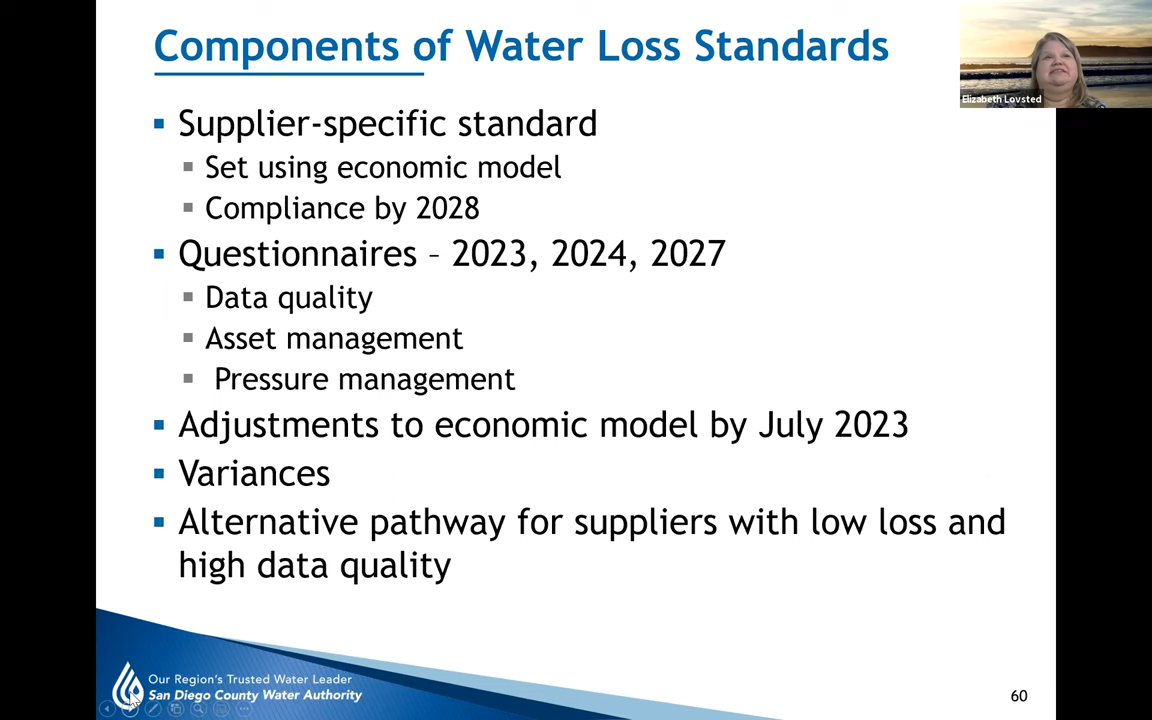 Components of Water Loss Standards
Elizabeth Lovsted
▪ Supplier-specific standard
▪ Set using economic model
▪ Compliance by 2028
▪ Questionnaires – 2023, 2024, 2027
▪ Data quality
▪ Asset management
▪ Pressure management
▪ Adjustments to economic model by July 2023
▪ Variances
▪ Alternative pathway for suppliers with low loss and
high data quality
Our Region's Trusted Water Leader
San Diego County Water Authority
60